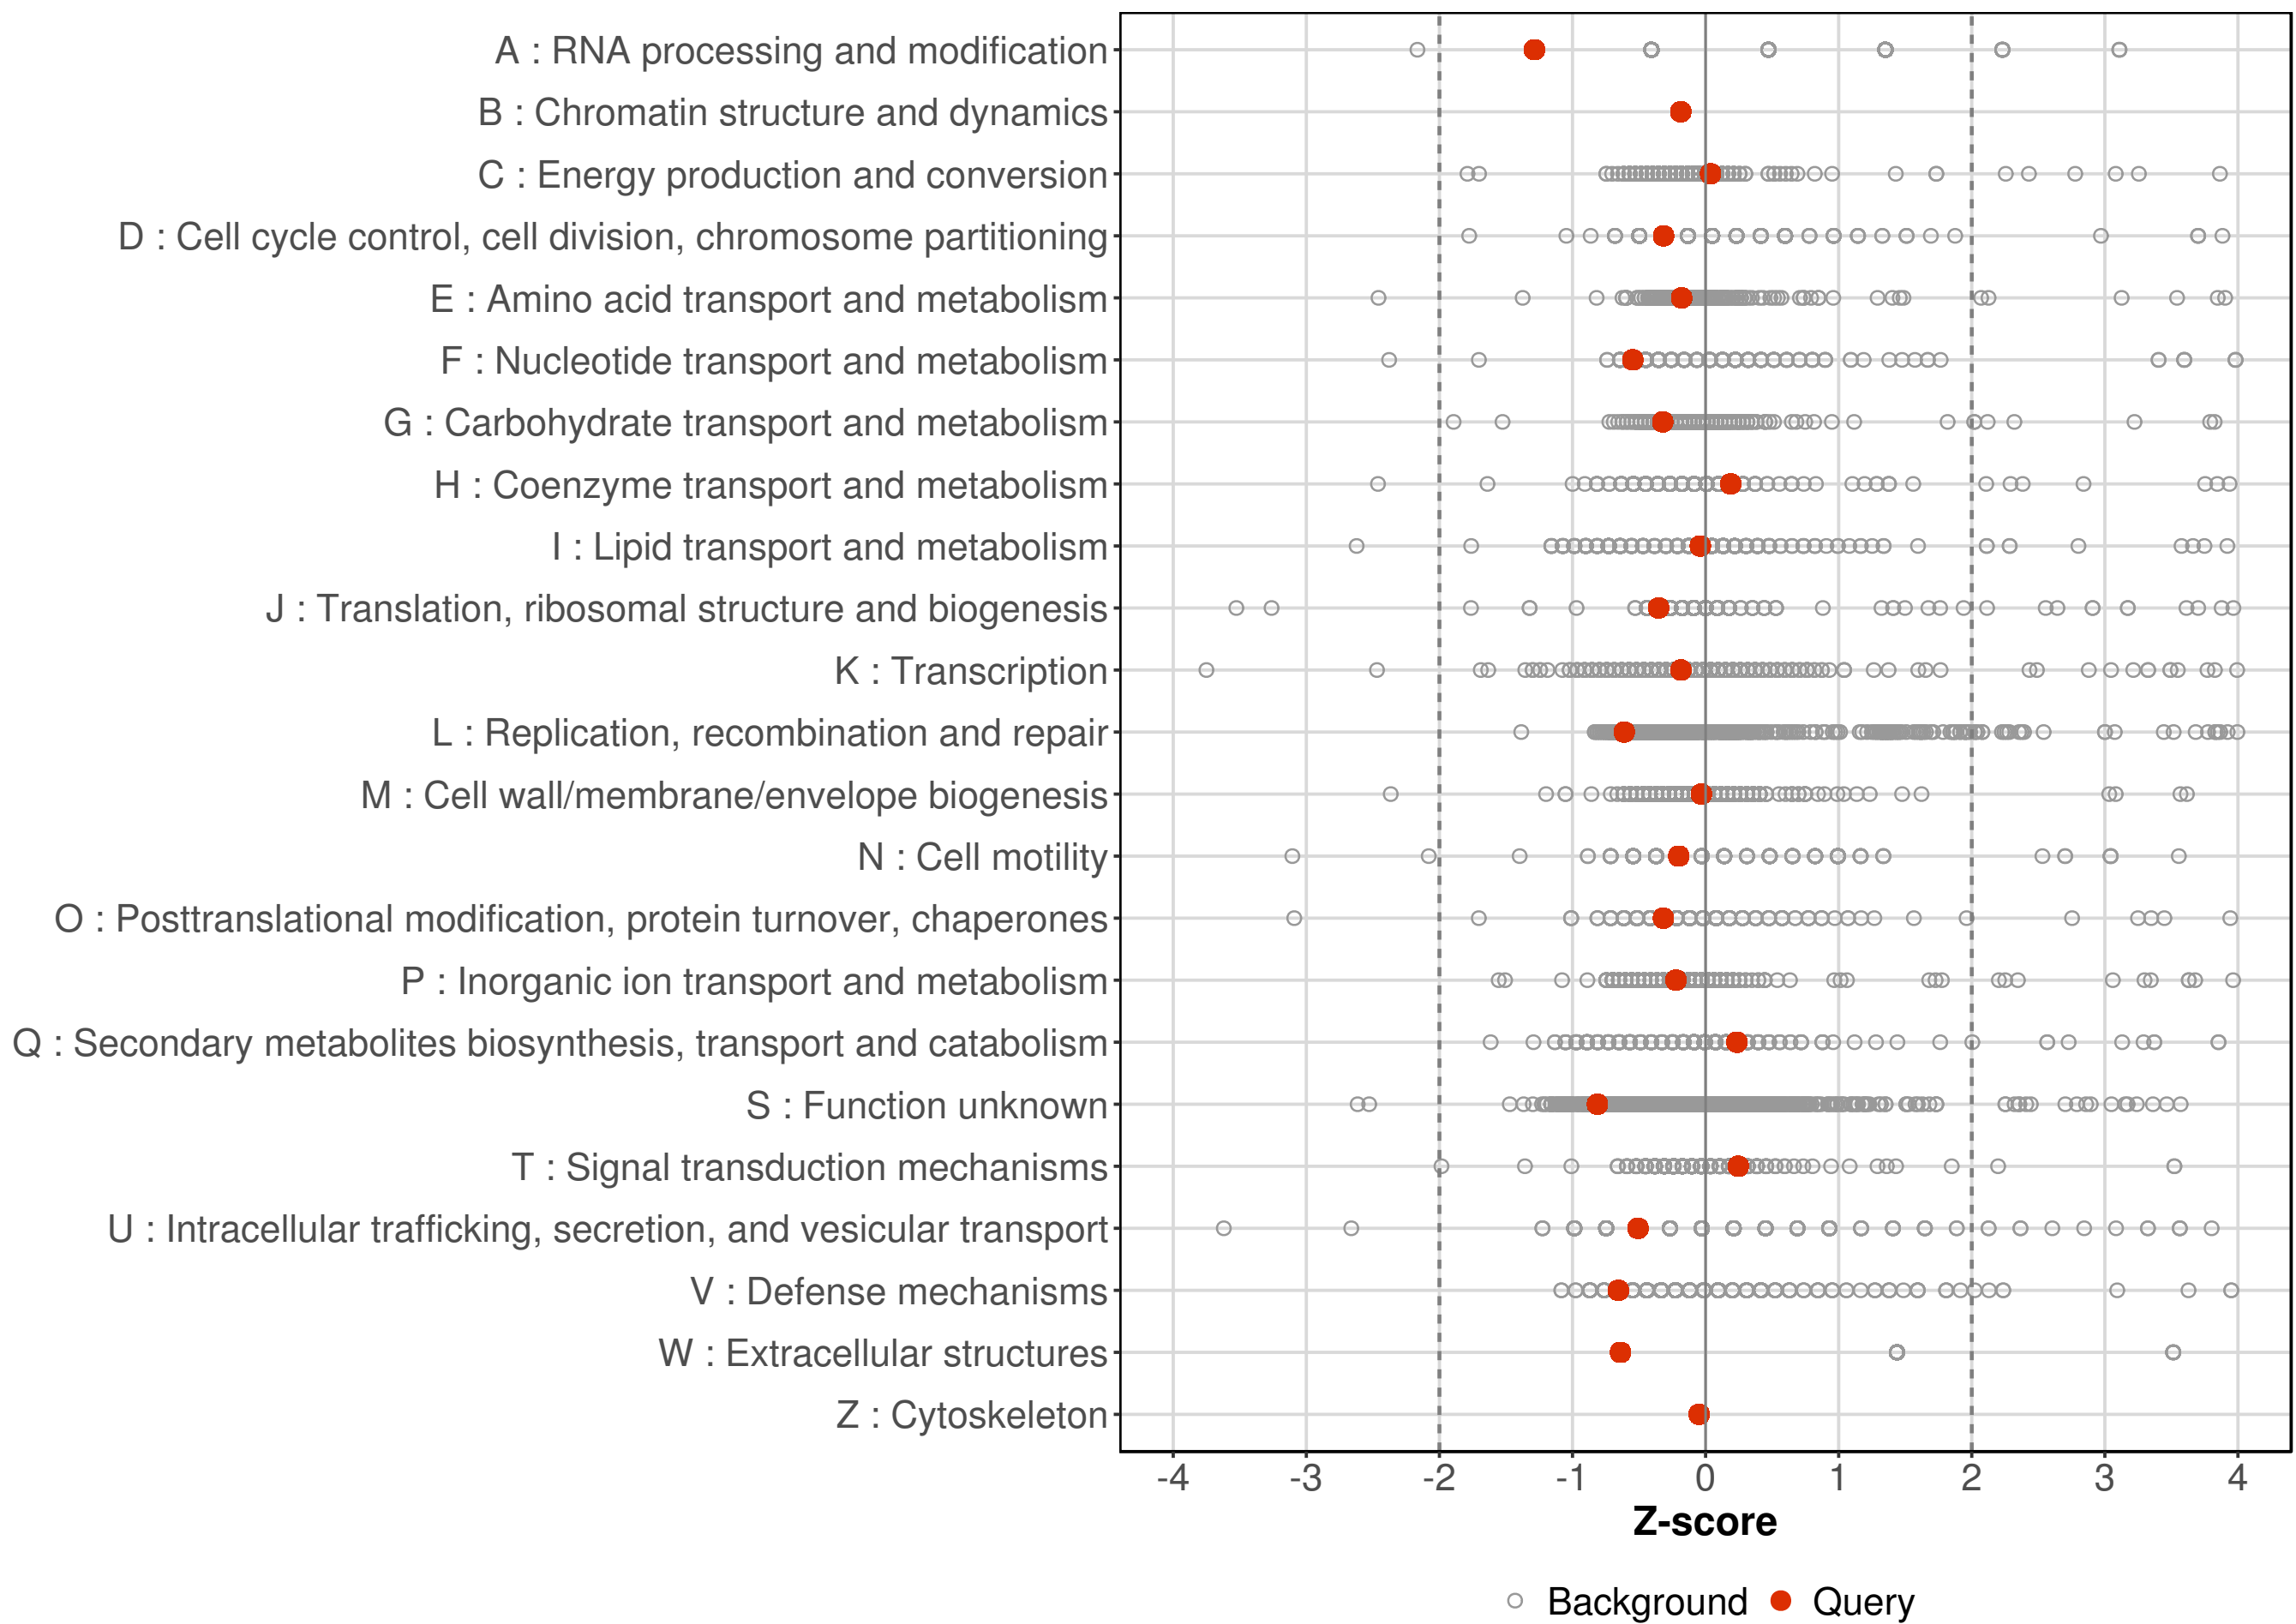 A : RNA processing and modification
B : Chromatin structure and dynamics
C : Energy production and conversion
D : Cell cycle control, cell division, chromosome partitioning
E : Amino acid transport and metabolism
F : Nucleotide transport and metabolism
G : Carbohydrate transport and metabolism
H : Coenzyme transport and metabolism
I : Lipid transport and metabolism
J : Translation, ribosomal structure and biogenesis
K : Transcription
L : Replication, recombination and repair
M : Cell wall/membrane/envelope biogenesis
N : Cell motility
O : Posttranslational modification, protein turnover, chaperones
P : Inorganic ion transport and metabolism
Q : Secondary metabolites biosynthesis, transport and catabolism
S : Function unknown
T : Signal transduction mechanisms
U : Intracellular trafficking, secretion, and vesicular transport
V : Defense mechanisms
W : Extracellular structures
Z : Cytoskeleton
-4 -3 -2 -1 0 1 2 3 4
Z-score
Background Query